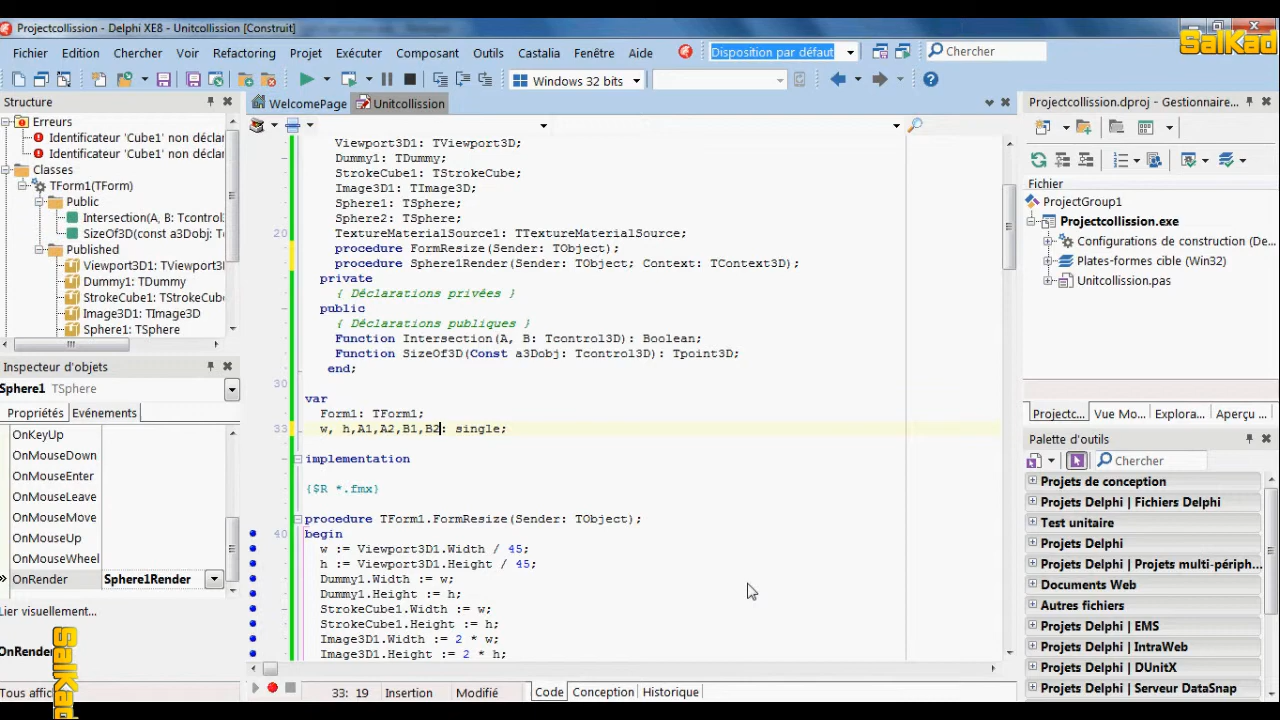 Projectcollission - Delphi XE8 - Unitcollission [Construit]
SalKad
Fichier Edition Chercher Voir Refactoring Projet Exécuter Composant Outils Castalia Fenêtre Aide Disposition par défaut Chercher
Windows 32 bits
Structure
Erreurs
Identificateur 'Cube1' non déclar
Identificateur 'Cube1' non déclar
Classes
TForm1(TForm)
Public
Intersection(A, B: Tcontrol
SizeOf3D(const a3Dobj: Tc
Published
Viewport3D1: TViewport3D
Dummy1: TDummy
StrokeCube1: TStrokeCube
Image3D1: TImage3D
Sphere1: TSphere
Inspecteur d'objets
Sphere1 TSphere
Propriétés Evénements
OnKeyUp
OnMouseDown
OnMouseEnter
OnMouseLeave
OnMouseMove
OnMouseUp
OnMouseWheel
OnRender Sphere1Render
Lier visuellement...
OnRen
Tous affic
SalKad
WelcomePage Unitcollission
Viewport3D1: TViewport3D;
Dummy1: TDummy;
StrokeCube1: TStrokeCube;
Image3D1: TImage3D;
Sphere1: TSphere;
Sphere2: TSphere;
20 TextureMaterialSource1: TTextureMaterialSource;
procedure FormResize(Sender: TObject);
procedure Sphere1Render(Sender: TObject; Context: TContext3D);
private
{ Déclarations privées }
public
{ Déclarations publiques }
Function Intersection(A, B: Tcontrol3D): Boolean;
Function SizeOf3D(Const a3Dobj: Tcontrol3D): Tpoint3D;
end;
30
var
Form1: TForm1;
33 w, h,A1,A2,B1,B2: single;
implementation
{$R *.fmx}
procedure TForm1.FormResize(Sender: TObject);
40 begin
w := Viewport3D1.Width / 45;
h := Viewport3D1.Height / 45;
Dummy1.Width := w;
Dummy1.Height := h;
StrokeCube1.Width := w;
StrokeCube1.Height := h;
Image3D1.Width := 2 * w;
Image3D1.Height := 2 * h;
33: 19 Insertion Modifié Code Conception Historique
Projectcollission.dproj - Gestionnaire...
Fichier
ProjectGroup1
Projectcollission.exe
Configurations de construction (De...
Plates-formes cible (Win32)
Unitcollission.pas
Projectc... Vue Mo... Explora... Aperçu ...
Palette d'outils
Chercher
Projets de conception
Projets Delphi | Fichiers Delphi
Test unitaire
Projets Delphi
Projets Delphi | Projets multi-périph...
Documents Web
Autres fichiers
Projets Delphi | EMS
Projets Delphi | IntraWeb
Projets Delphi | DUnitX
Projets Delphi | Serveur DataSnap